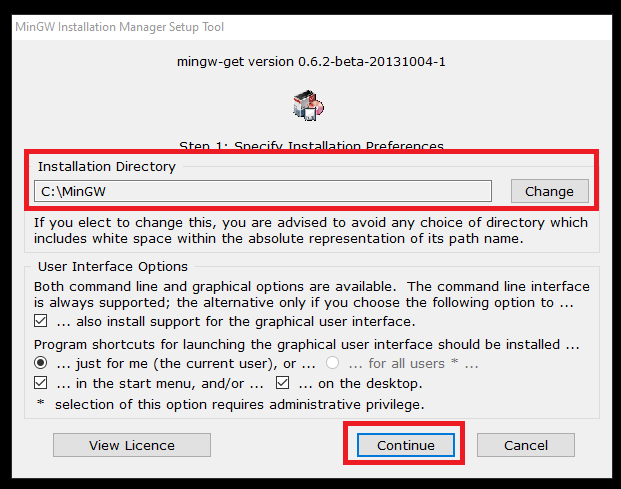 MinGW Installation Manager Setup Tool
mingw-get version 0.6.2-beta-20131004-1
Step 1: Specify Installation Preferences
Installation Directory
C:\MinGW
Change
If you elect to change this, you are advised to avoid any choice of directory which
includes white space within the absolute representation of its path name.
User Interface Options
Both command line and graphical options are available.  The command line interface
is always supported; the alternative only if you choose the following option to ...
... also install support for the graphical user interface.
Program shortcuts for launching the graphical user interface should be installed ...
... just for me (the current user), or ... ... for all users * ...
... in the start menu, and/or ... ... on the desktop.
* selection of this option requires administrative privilege.
View Licence Continue Cancel